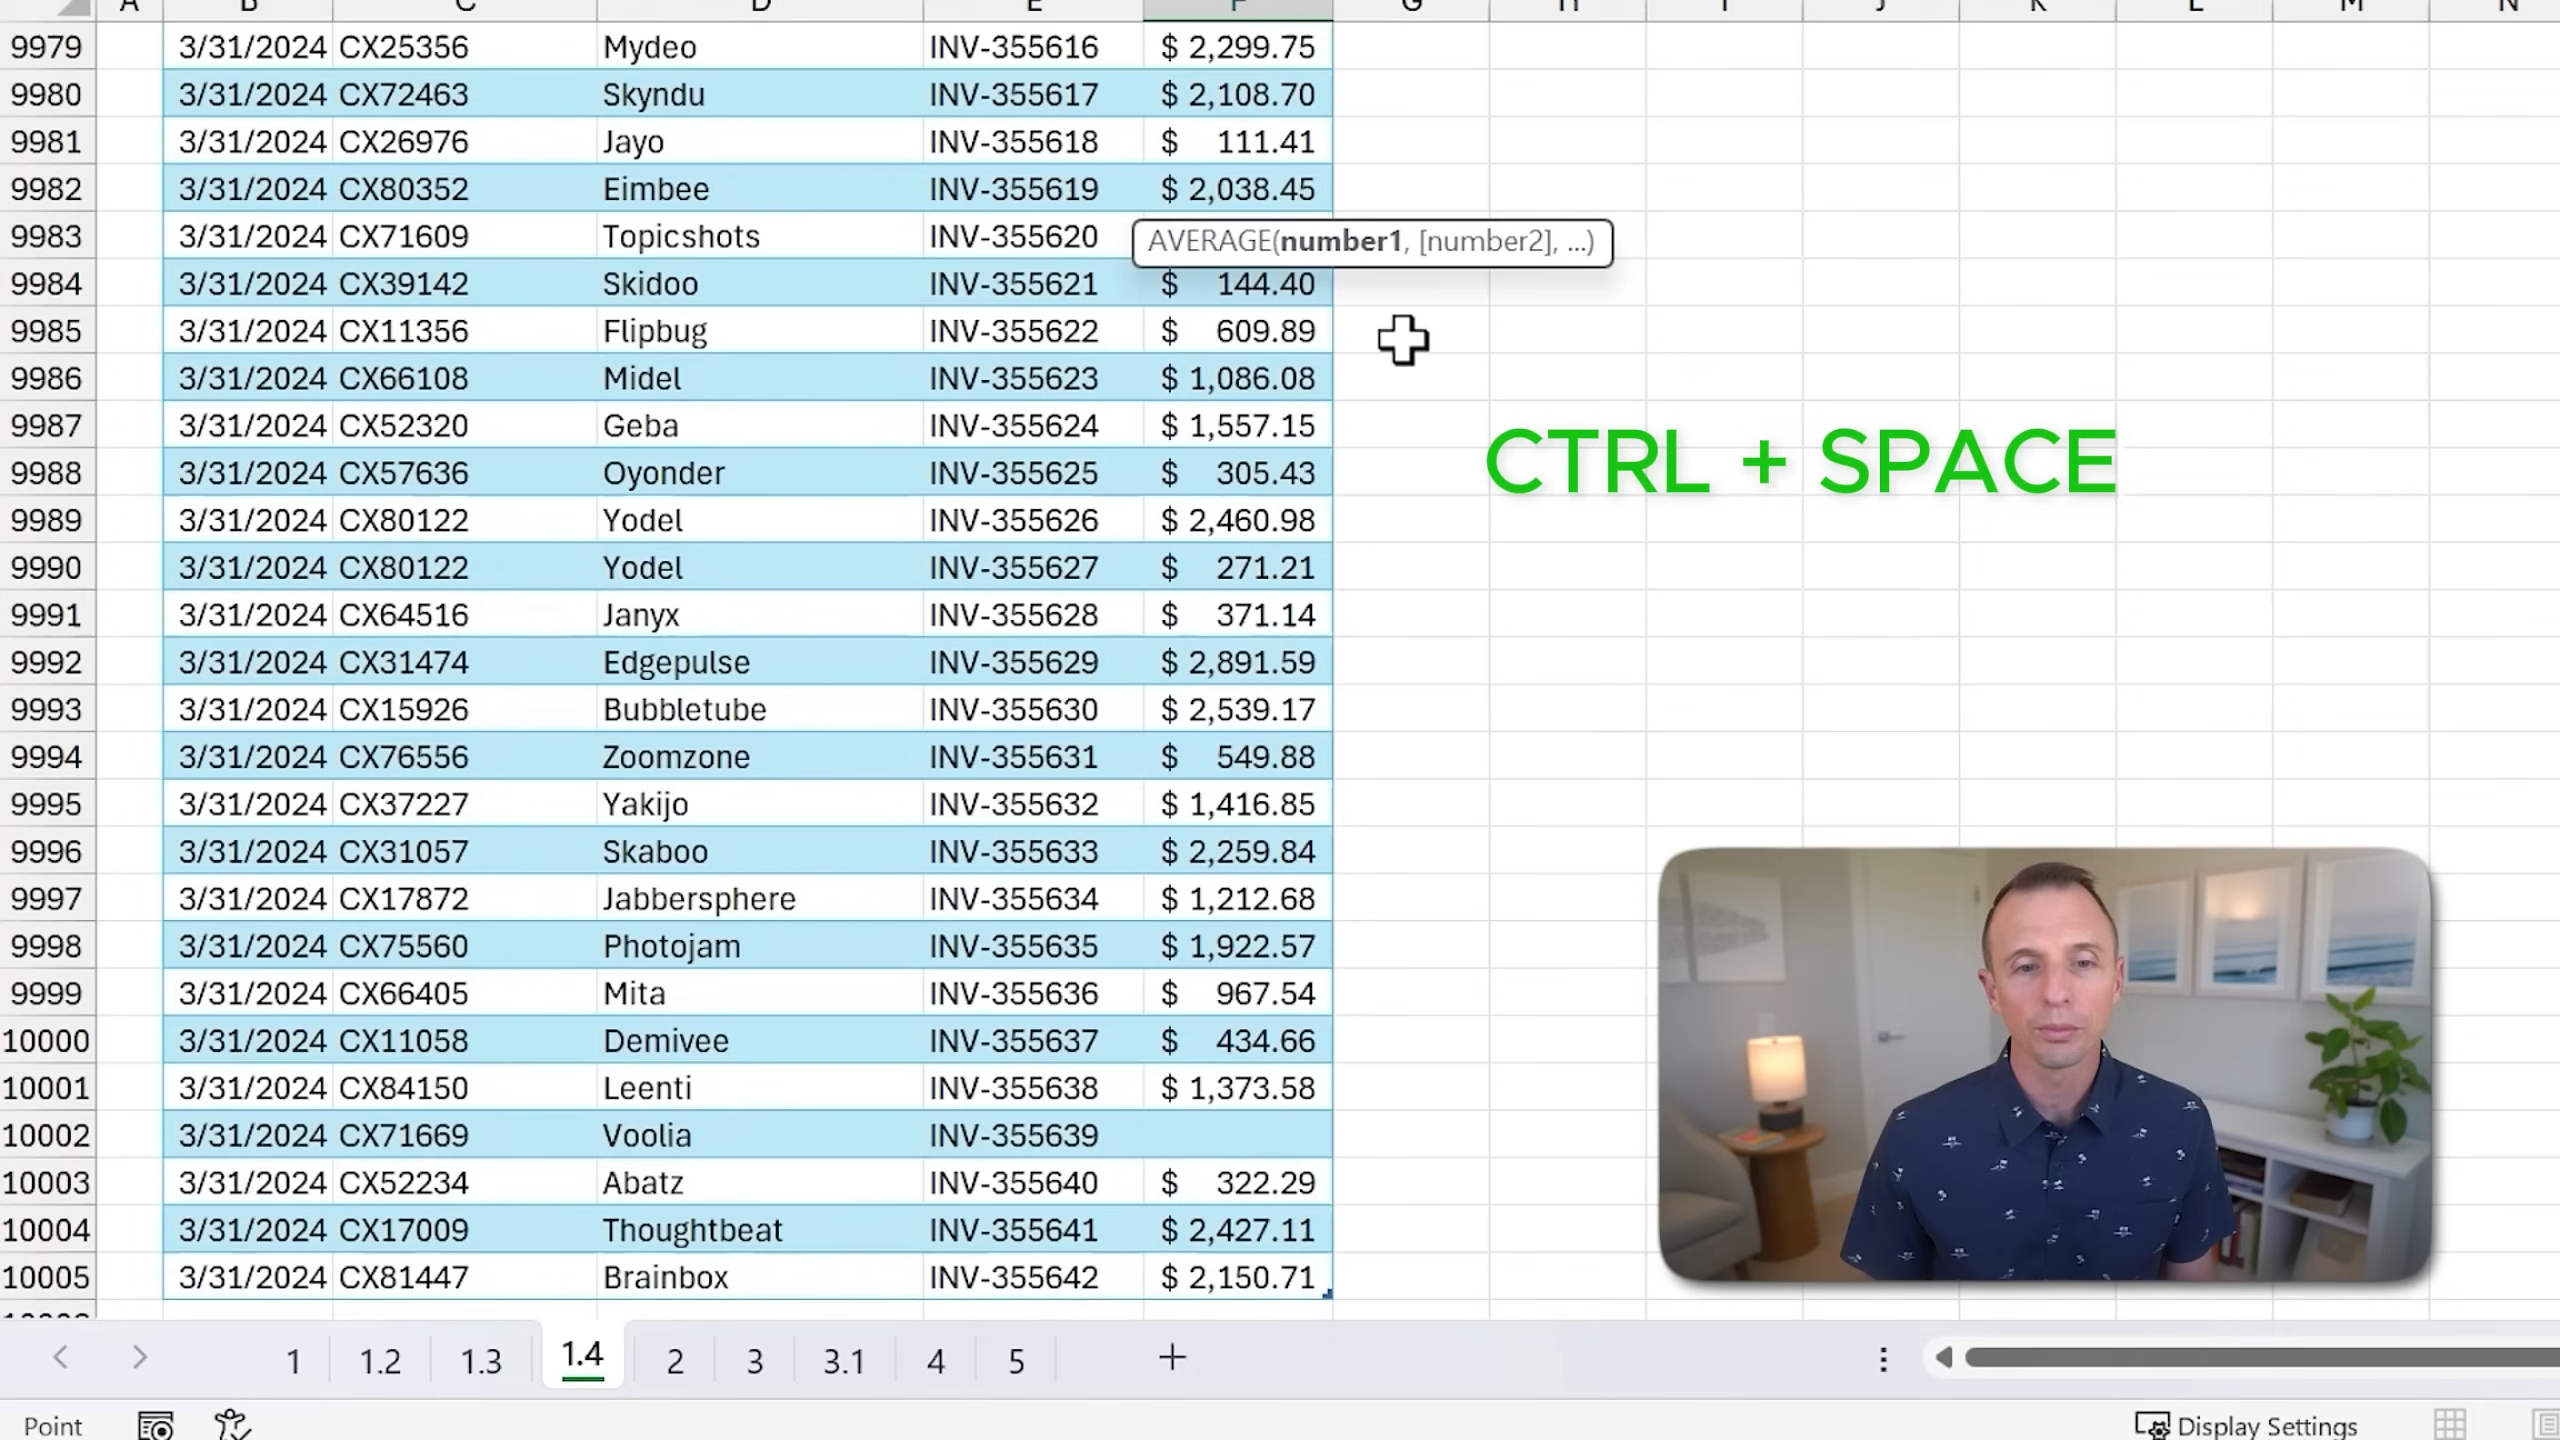 A B C D E F G H I J K L M N
9979 3/31/2024 CX25356 Mydeo INV-355616 $ 2,299.75
9980 3/31/2024 CX72463 Skyndu INV-355617 $ 2,108.70
9981 3/31/2024 CX26976 Jayo INV-355618 $ 111.41
9982 3/31/2024 CX80352 Eimbee INV-355619 $ 2,038.45
9983 3/31/2024 CX71609 Topicshots INV-355620
AVERAGE(number1, [number2], ...)
9984 3/31/2024 CX39142 Skidoo INV-355621 $ 144.40
9985 3/31/2024 CX11356 Flipbug INV-355622 $ 609.89
9986 3/31/2024 CX66108 Midel INV-355623 $ 1,086.08
9987 3/31/2024 CX52320 Geba INV-355624 $ 1,557.15
CTRL + SPACE
9988 3/31/2024 CX57636 Oyonder INV-355625 $ 305.43
9989 3/31/2024 CX80122 Yodel INV-355626 $ 2,460.98
9990 3/31/2024 CX80122 Yodel INV-355627 $ 271.21
9991 3/31/2024 CX64516 Janyx INV-355628 $ 371.14
9992 3/31/2024 CX31474 Edgepulse INV-355629 $ 2,891.59
9993 3/31/2024 CX15926 Bubbletube INV-355630 $ 2,539.17
9994 3/31/2024 CX76556 Zoomzone INV-355631 $ 549.88
9995 3/31/2024 CX37227 Yakijo INV-355632 $ 1,416.85
9996 3/31/2024 CX31057 Skaboo INV-355633 $ 2,259.84
9997 3/31/2024 CX17872 Jabbersphere INV-355634 $ 1,212.68
9998 3/31/2024 CX75560 Photojam INV-355635 $ 1,922.57
9999 3/31/2024 CX66405 Mita INV-355636 $ 967.54
10000 3/31/2024 CX11058 Demivee INV-355637 $ 434.66
10001 3/31/2024 CX84150 Leenti INV-355638 $ 1,373.58
10002 3/31/2024 CX71669 Voolia INV-355639
10003 3/31/2024 CX52234 Abatz INV-355640 $ 322.29
10004 3/31/2024 CX17009 Thoughtbeat INV-355641 $ 2,427.11
10005 3/31/2024 CX81447 Brainbox INV-355642 $ 2,150.71
1 1.2 1.3 1.4 2 3 3.1 4 5 +
Point Display Settings